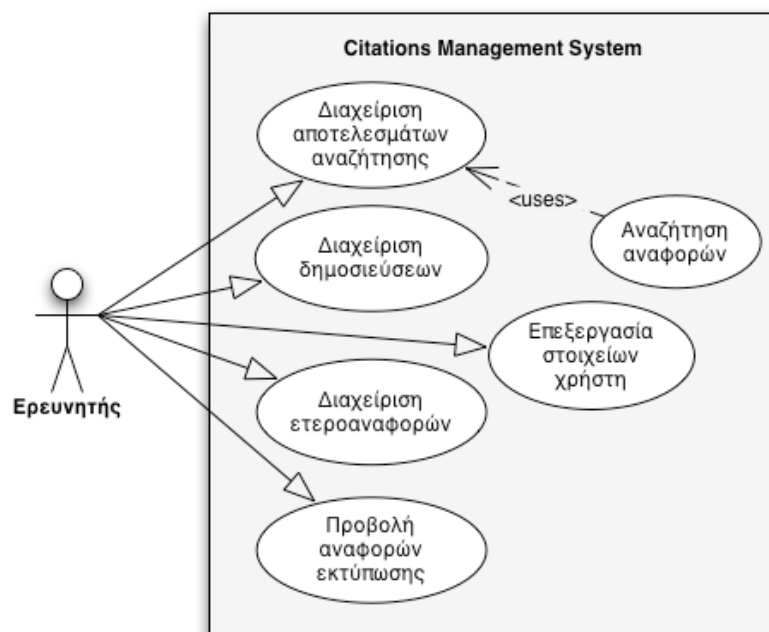 Citations Management System
Διαχείριση
αποτελεσμάτων
αναζήτησης
<uses>
Αναζήτηση
αναφορών
Διαχείριση
δημοσιεύσεων
Επεξεργασία
στοιχείων
χρήστη
Ερευνητής
Διαχείριση
ετεροαναφορών
Προβολή
αναφορών
εκτύπωσης